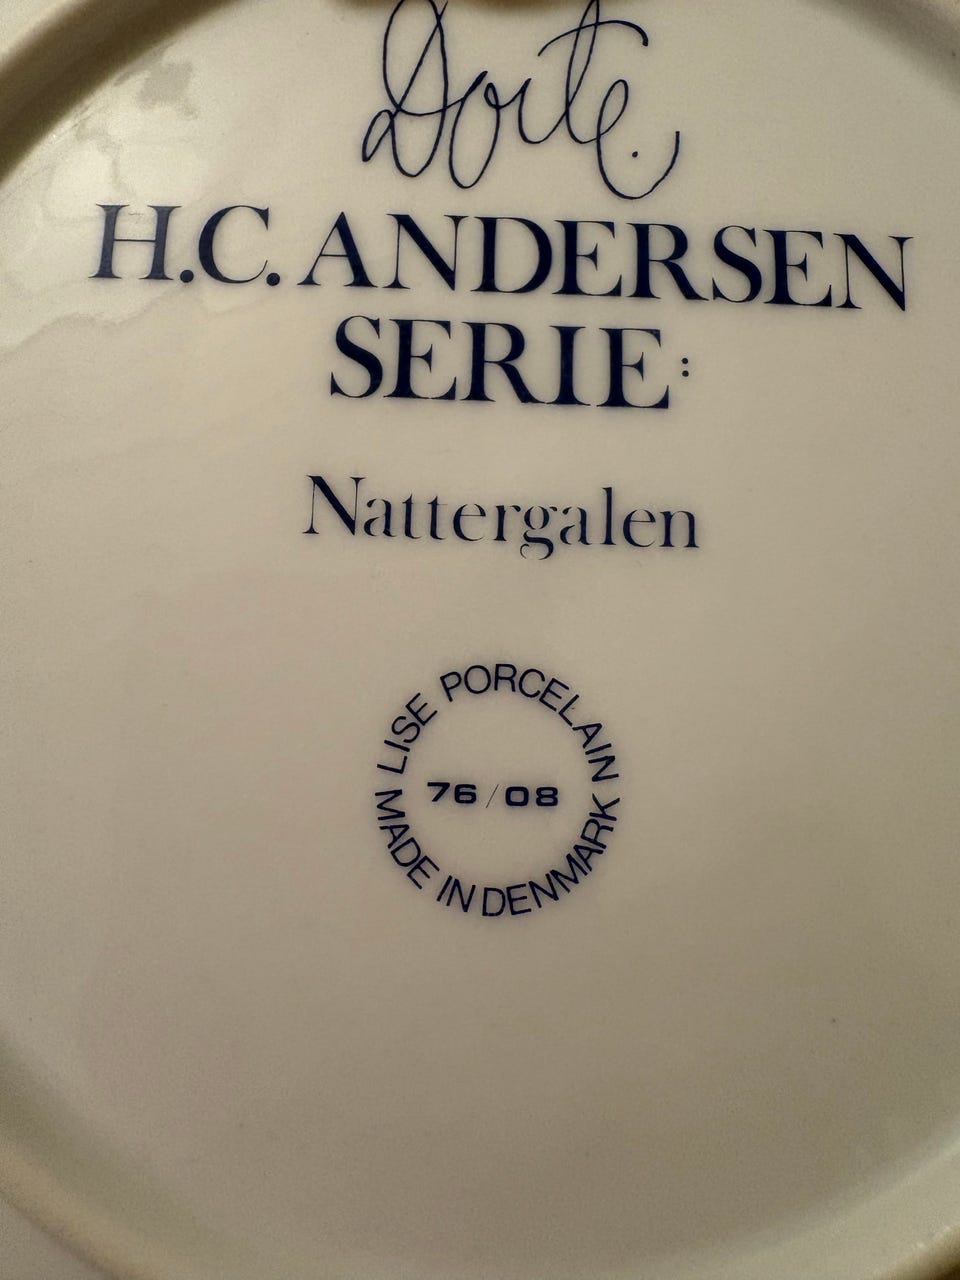 Dorte.
H.C. ANDERSEN
SERIE:
Nattergalen
LISE PORCELAIN
76/08
MADE IN DENMARK